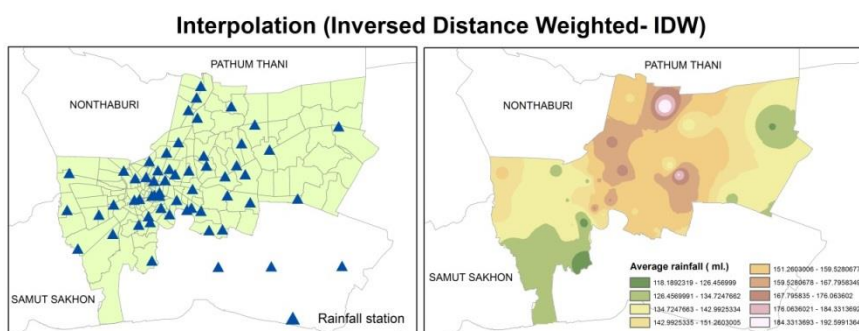 Interpolation (Inversed Distance Weighted- IDW)
PATHUM THANI
NONTHABURI
SAMUT SAKHON
Rainfall station
PATHUM THANI
NONTHABURI
SAMUT SAKHON
Average rainfall ( ml.)
118.1892319 - 126.456999
126.4569991 - 134.7247662
134.7247663 - 142.9925334
142.9925335 - 151.2603005
151.2603006 - 159.5280677
159.5280678 - 167.7958349
167.795835 - 176.063602
176.0636021 - 184.3313692
184.3313693 - 192.5991364